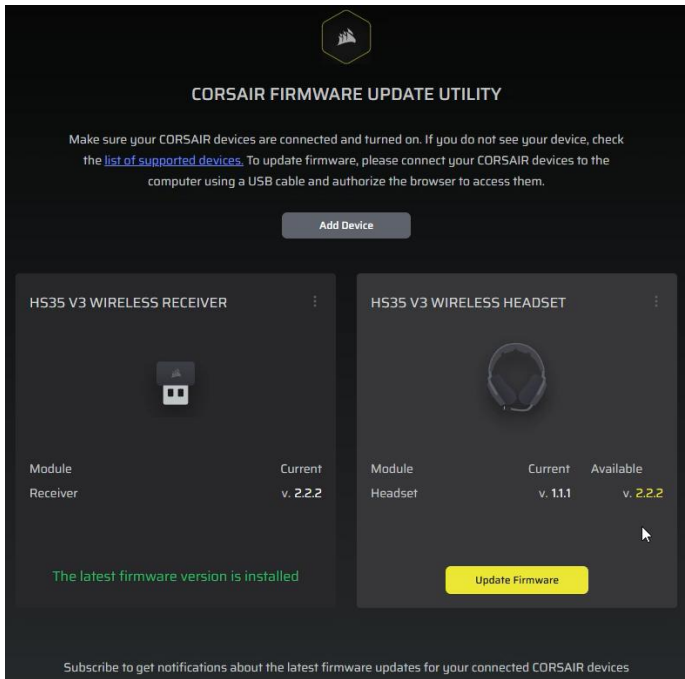 CORSAIR FIRMWARE UPDATE UTILITY
Make sure your CORSAIR devices are connected and turned on. If you do not see your device, check
the list of supported devices. To update firmware, please connect your CORSAIR devices to the
computer using a USB cable and authorize the browser to access them.
Add Device
HS35 V3 WIRELESS RECEIVER
Module Current
Receiver v. 2.2.2
The latest firmware version is installed
HS35 V3 WIRELESS HEADSET
Module Current Available
Headset v. 1.1.1 v. 2.2.2
Update Firmware
Subscribe to get notifications about the latest firmware updates for your connected CORSAIR devices